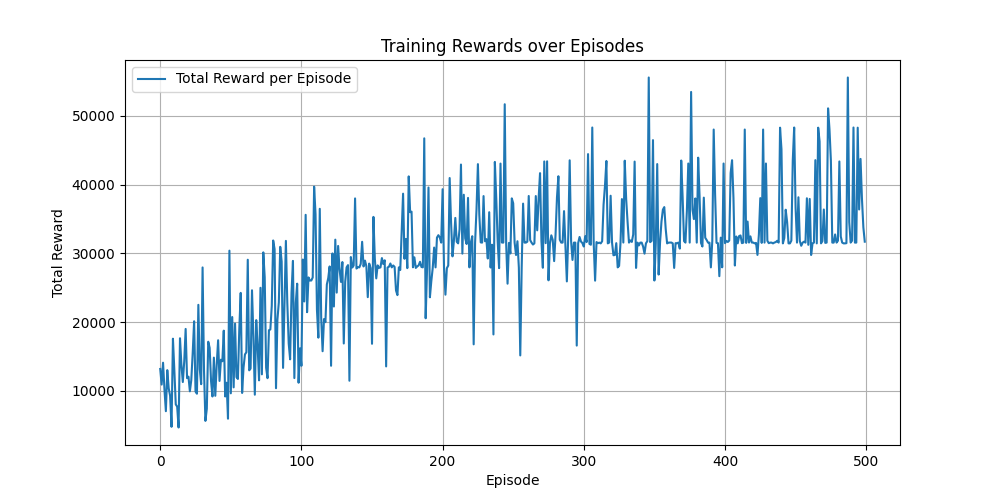 Training Rewards over Episodes
Total Reward per Episode
Total Reward
50000
40000
30000
20000
10000
0 100 200 300 400 500
Episode